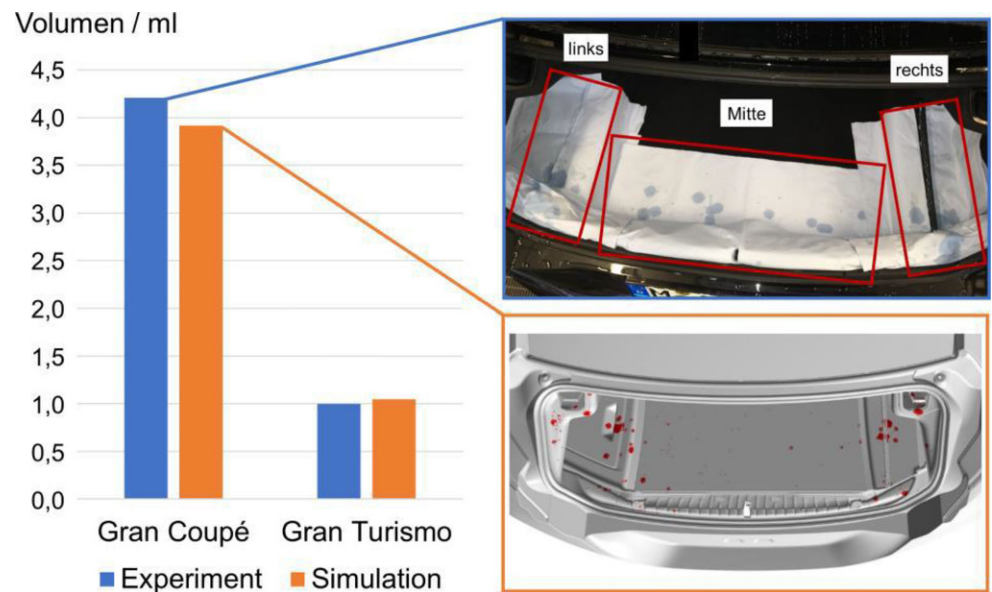 Volumen / ml
4,5
4,0
3,5
3,0
2,5
2,0
1,5
1,0
0,5
0,0
Gran Coupé
Gran Turismo
Experiment
Simulation
links
Mitte
rechts